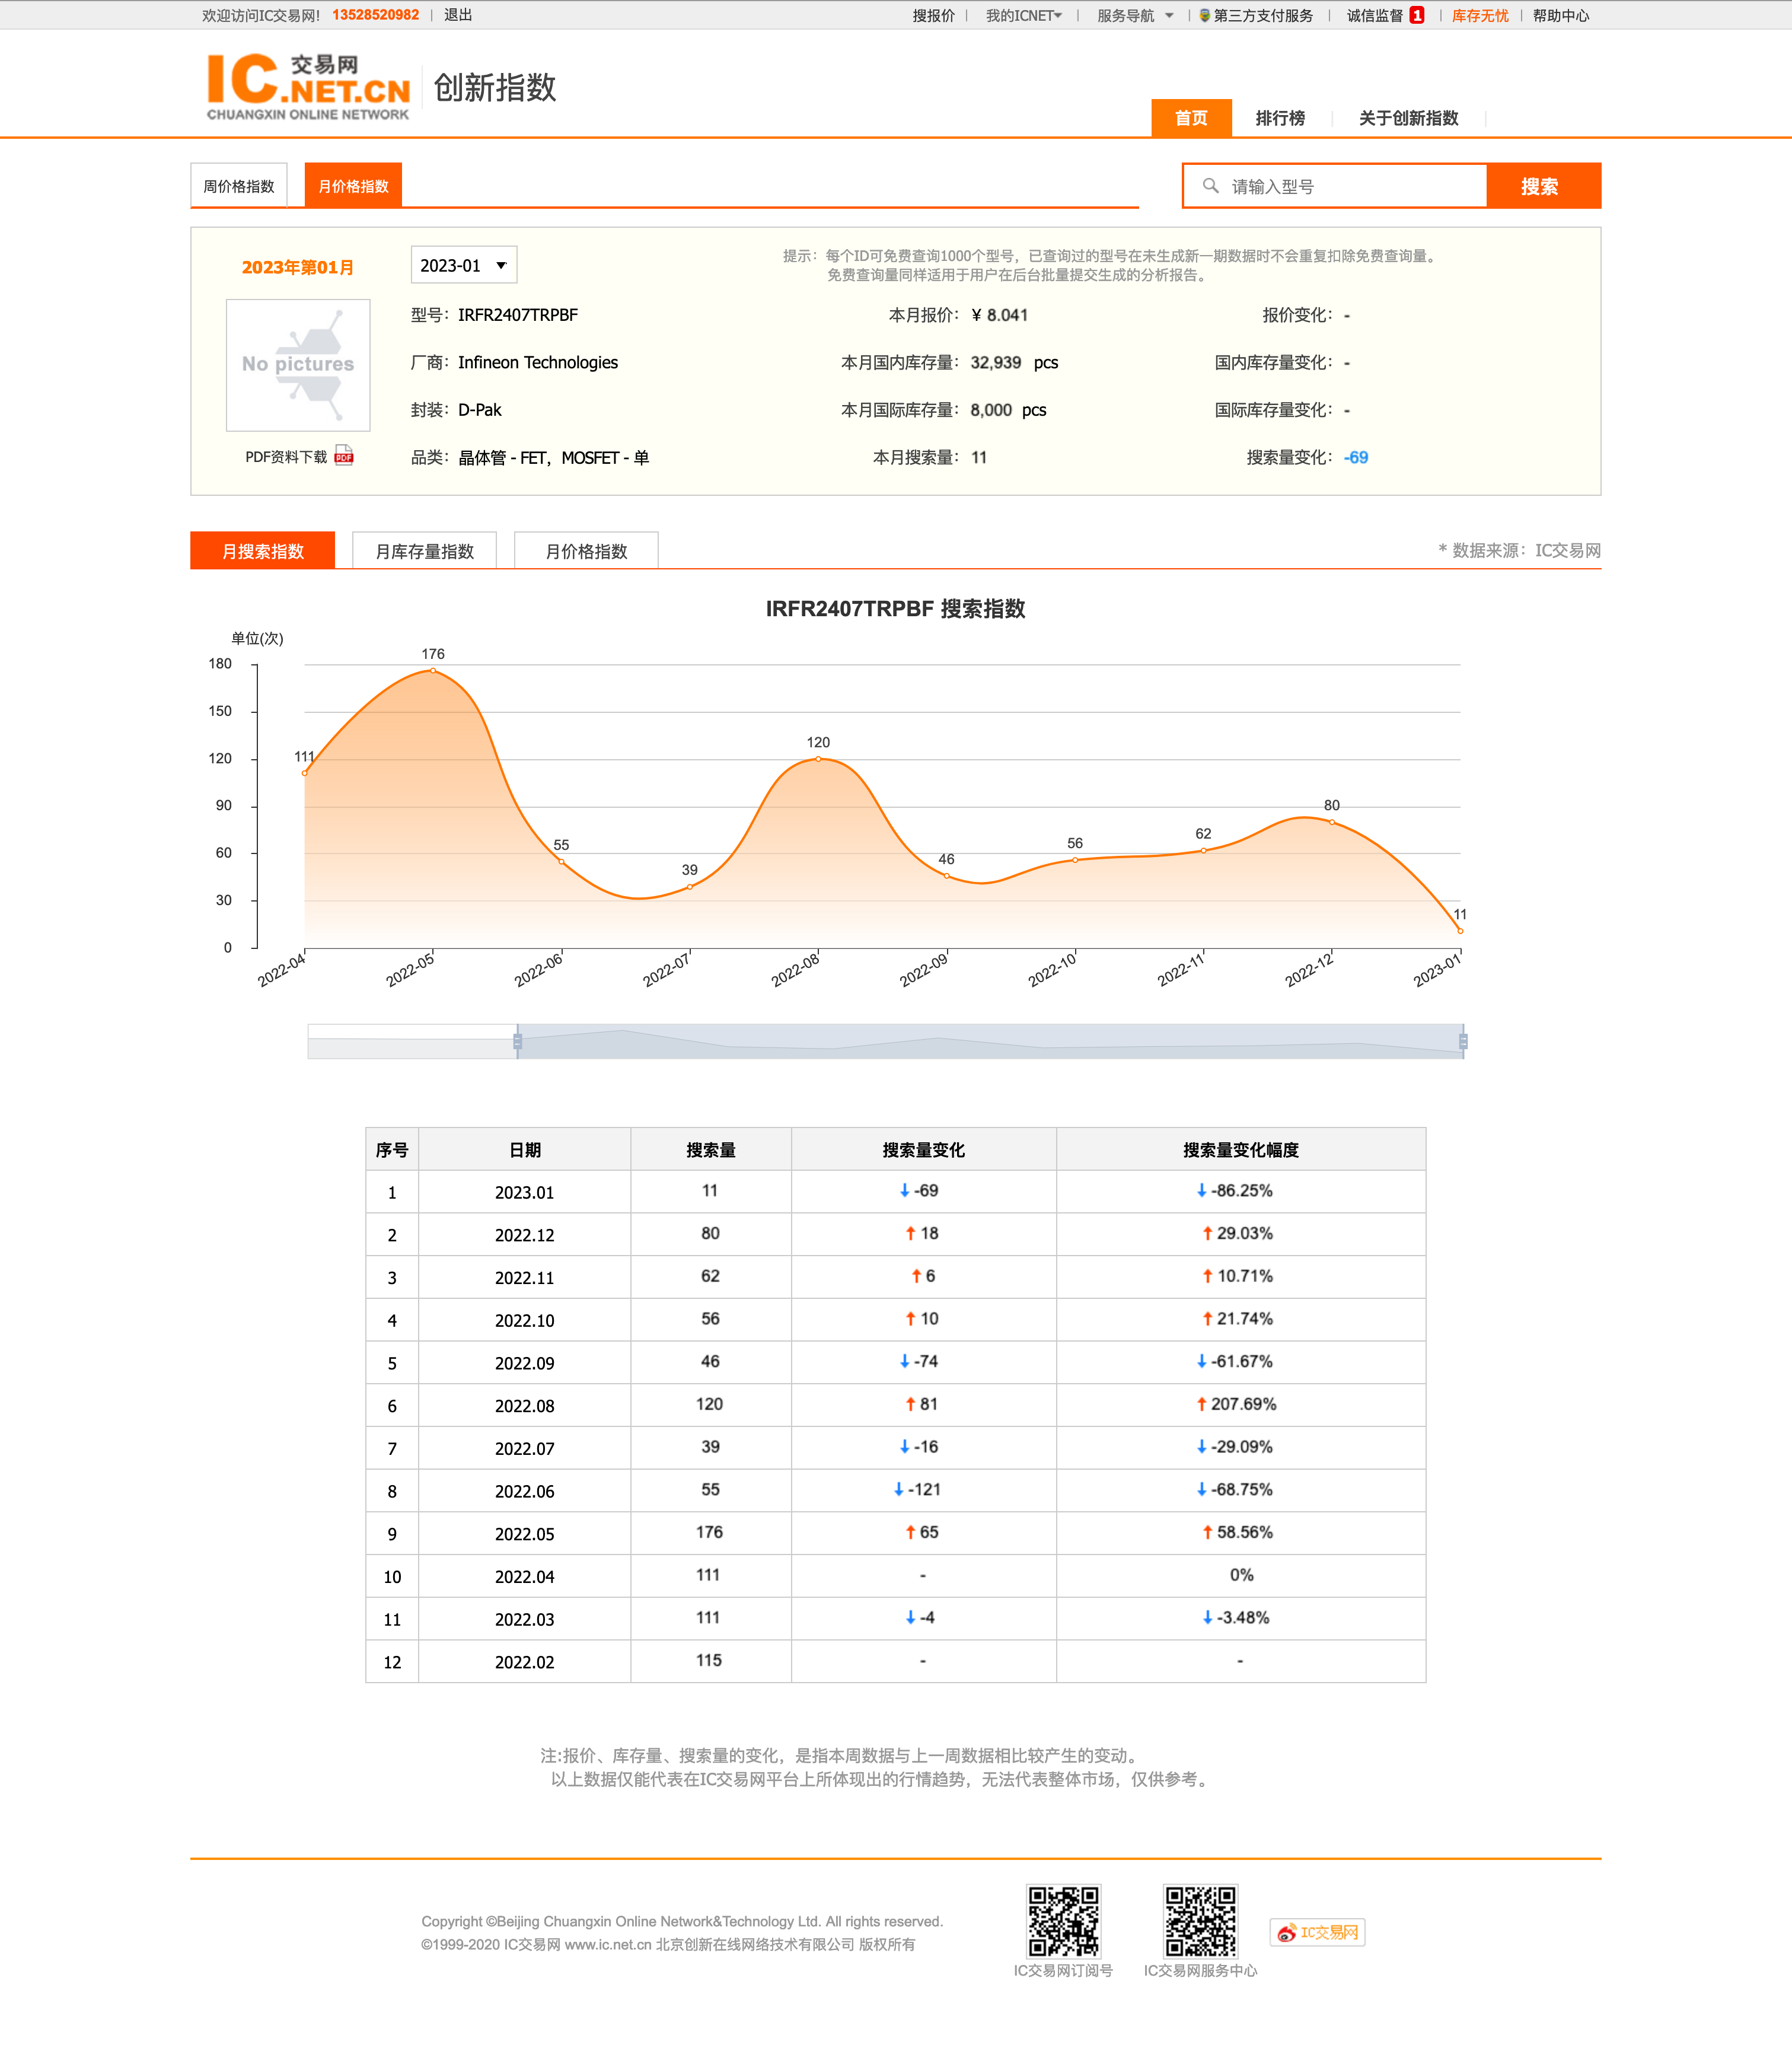 欢迎访问IC交易网! 13528520982 | 退出 搜报价 | 我的ICNET | 服务导航 | 第三方支付服务 | 诚信监督 1 | 库存无忧 | 帮助中心
IC交易网.NET.CN
CHUANGXIN ONLINE NETWORK
创新指数
首页 排行榜 关于创新指数
周价格指数 月价格指数 请输入型号 搜索
2023年第01月 2023-01 提示：每个ID可免费查询1000个型号，已查询过的型号在未生成新一期数据时不会重复扣除免费查询量。
免费查询量同样适用于用户在后台批量提交生成的分析报告。
No pictures
型号：IRFR2407TRPBF 本月报价：¥ 8.041 报价变化：-
厂商：Infineon Technologies 本月国内库存量：32,939 pcs 国内库存量变化：-
封装：D-Pak 本月国际库存量：8,000 pcs 国际库存量变化：-
PDF资料下载 PDF 品类：晶体管 - FET，MOSFET - 单 本月搜索量：11 搜索量变化：-69
月搜索指数 月库存量指数 月价格指数 * 数据来源：IC交易网
IRFR2407TRPBF 搜索指数
单位(次)
180
150
120
90
60
30
0
111 176 55 39 120 46 56 62 80 11
2022-04 2022-05 2022-06 2022-07 2022-08 2022-09 2022-10 2022-11 2022-12 2023-01
序号 日期 搜索量 搜索量变化 搜索量变化幅度
1 2023.01 11 ↓ -69 ↓ -86.25%
2 2022.12 80 ↑ 18 ↑ 29.03%
3 2022.11 62 ↑ 6 ↑ 10.71%
4 2022.10 56 ↑ 10 ↑ 21.74%
5 2022.09 46 ↓ -74 ↓ -61.67%
6 2022.08 120 ↑ 81 ↑ 207.69%
7 2022.07 39 ↓ -16 ↓ -29.09%
8 2022.06 55 ↓ -121 ↓ -68.75%
9 2022.05 176 ↑ 65 ↑ 58.56%
10 2022.04 111 - 0%
11 2022.03 111 ↓ -4 ↓ -3.48%
12 2022.02 115 - -
注:报价、库存量、搜索量的变化，是指本周数据与上一周数据相比较产生的变动。
以上数据仅能代表在IC交易网平台上所体现出的行情趋势，无法代表整体市场，仅供参考。
Copyright ©Beijing Chuangxin Online Network&Technology Ltd. All rights reserved.
©1999-2020 IC交易网 www.ic.net.cn 北京创新在线网络技术有限公司 版权所有
IC交易网订阅号 IC交易网服务中心 IC交易网